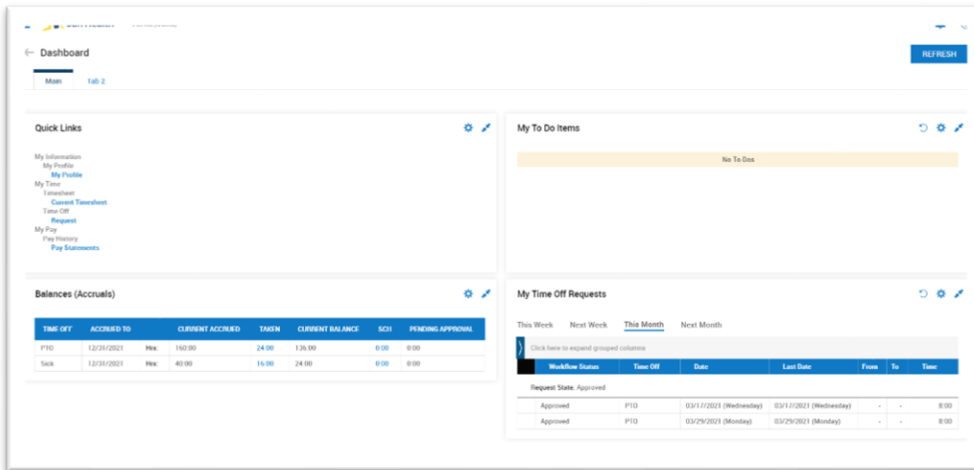 Dashboard
REFRESH
Main Tab 2
Quick Links
My Information
My Profile
My Profile
My Time
Timesheet
Current Timesheet
Time Off
Request
My Pay
Pay History
Pay Statements
My To Do Items
No To Dos
Balances (Accruals)
TIME OFF ACCRUED TO CURRENT ACCRUED TAKEN CURRENT BALANCE SCH PENDING APPROVAL
PTO 12/31/2021 Hrs: 160:00 24:00 136:00 0:00 0:00
Sick 12/31/2021 Hrs: 40:00 16:00 24:00 0:00 0:00
My Time Off Requests
This Week Next Week This Month Next Month
Click here to expand grouped columns
Workflow Status Time Off Date Last Date From To Time
Request State: Approved
Approved PTO 03/17/2021 (Wednesday) 03/17/2021 (Wednesday) - - 8:00
Approved PTO 03/29/2021 (Monday) 03/29/2021 (Monday) - - 8:00